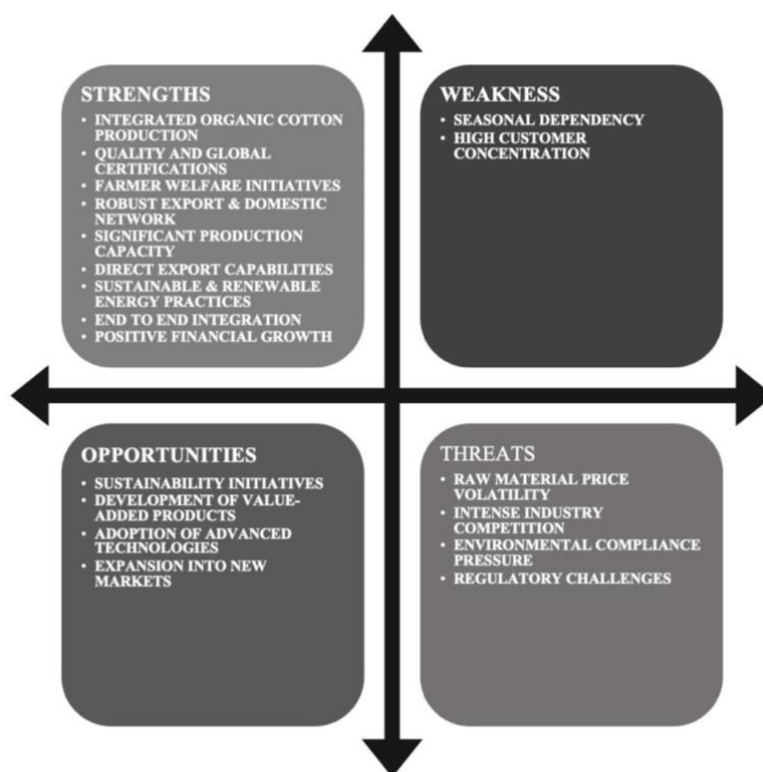 STRENGTHS
• INTEGRATED ORGANIC COTTON
PRODUCTION
• QUALITY AND GLOBAL
CERTIFICATIONS
• FARMER WELFARE INITIATIVES
• ROBUST EXPORT & DOMESTIC
NETWORK
• SIGNIFICANT PRODUCTION
CAPACITY
• DIRECT EXPORT CAPABILITIES
• SUSTAINABLE & RENEWABLE
ENERGY PRACTICES
• END TO END INTEGRATION
• POSITIVE FINANCIAL GROWTH
WEAKNESS
• SEASONAL DEPENDENCY
• HIGH CUSTOMER
CONCENTRATION
OPPORTUNITIES
• SUSTAINABILITY INITIATIVES
• DEVELOPMENT OF VALUE-
ADDED PRODUCTS
• ADOPTION OF ADVANCED
TECHNOLOGIES
• EXPANSION INTO NEW
MARKETS
THREATS
• RAW MATERIAL PRICE
VOLATILITY
• INTENSE INDUSTRY
COMPETITION
• ENVIRONMENTAL COMPLIANCE
PRESSURE
• REGULATORY CHALLENGES